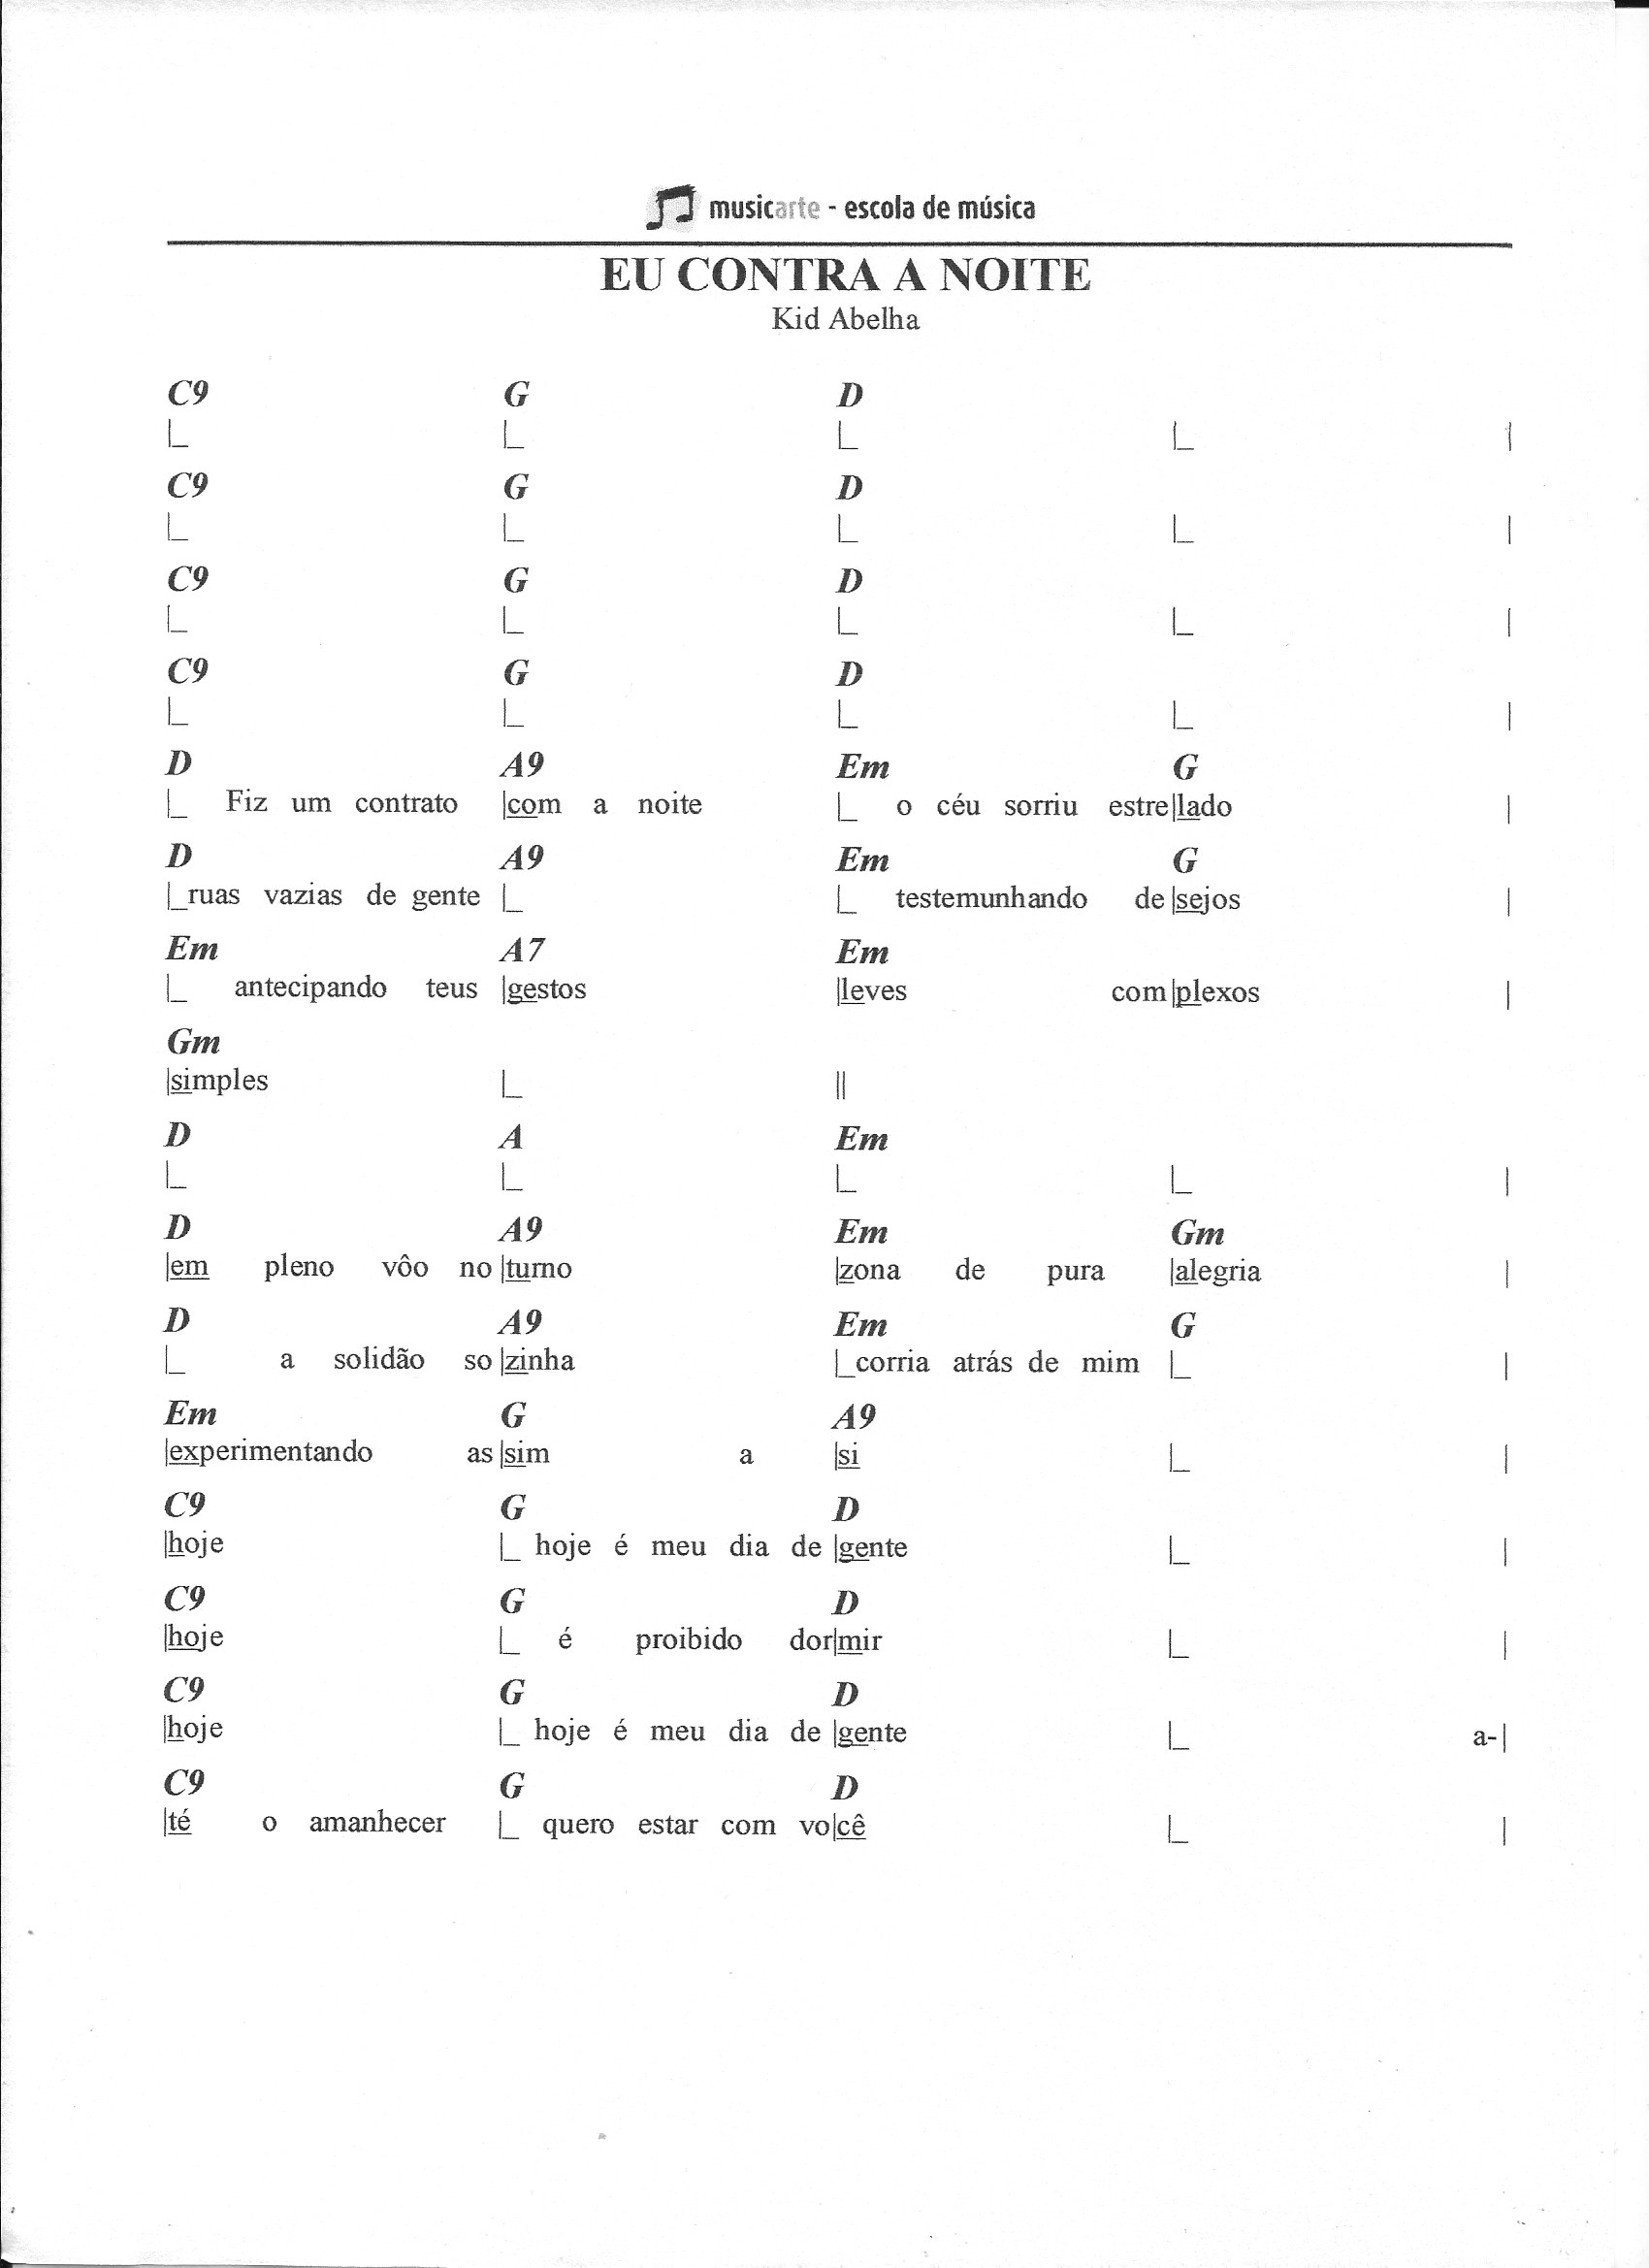 musicarte - escola de música
EU CONTRA A NOITE
Kid Abelha
C9 G D
|_ |_ |_ |_ |
C9 G D
|_ |_ |_ |_ |
C9 G D
|_ |_ |_ |_ |
C9 G D
|_ |_ |_ |_ |
D A9 Em G
|_ Fiz um contrato |com a noite |_ o céu sorriu estre|lado |
D A9 Em G
|_ruas vazias de gente |_ |_ testemunhando de|sejos |
Em A7 Em
|_ antecipando teus |gestos |leves com|plexos |
Gm
|simples |_ ||
D A Em
|_ |_ |_ |_ |
D A9 Em Gm
|em pleno vôo no|turno |zona de pura |alegria |
D A9 Em G
|_ a solidão so|zinha |_corria atrás de mim |_ |
Em G A9
|experimentando as|sim a |si |_ |
C9 G D
|hoje |_ hoje é meu dia de |gente |_ |
C9 G D
|hoje |_ é proibido dor|mir |_ |
C9 G D
|hoje |_ hoje é meu dia de |gente |_ a-|
C9 G D
|té o amanhecer |_ quero estar com vo|cê |_ |